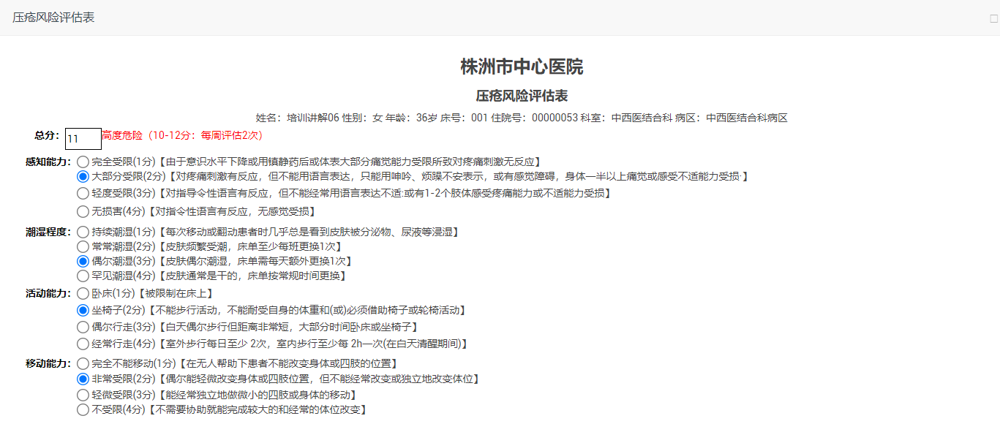 压疮风险评估表
株洲市中心医院
压疮风险评估表
姓名：培训讲解06 性别：女 年龄：36岁 床号：001 住院号：00000053 科室：中西医结合科 病区：中西医结合科病区
总分：11 高度危险（10-12分：每周评估2次）
感知能力：完全受限(1分)【由于意识水平下降或用镇静药后或体表大部分痛觉能力受限所致对疼痛刺激无反应】
大部分受限(2分)【对疼痛刺激有反应，但不能用语言表达，只能用呻吟、烦躁不安表示，或有感觉障碍，身体一半以上痛觉或感受不适能力受损·】
轻度受限(3分)【对指导令性语言有反应，但不能经常用语言表达不适:或有1-2个肢体感受疼痛能力或不适能力受损】
无损害(4分)【对指令性语言有反应，无感觉受损】
潮湿程度：持续潮湿(1分)【每次移动或翻动患者时几乎总是看到皮肤被分泌物、尿液等浸湿】
常常潮湿(2分)【皮肤频繁受潮，床单至少每班更换1次】
偶尔潮湿(3分)【皮肤偶尔潮湿，床单需每天额外更换1次】
罕见潮湿(4分)【皮肤通常是干的，床单按常规时间更换】
活动能力：卧床(1分)【被限制在床上】
坐椅子(2分)【不能步行活动，不能耐受自身的体重和(或)必须借助椅子或轮椅活动】
偶尔行走(3分)【白天偶尔步行但距离非常短，大部分时间卧床或坐椅子】
经常行走(4分)【室外步行每日至少 2次，室内步行至少每 2h一次(在白天清醒期间)】
移动能力：完全不能移动(1分)【在无人帮助下患者不能改变身体或四肢的位置】
非常受限(2分)【偶尔能轻微改变身体或四肢位置，但不能经常改变或独立地改变体位】
轻微受限(3分)【能经常独立地做微小的四肢或身体的移动】
不受限(4分)【不需要协助就能完成较大的和经常的体位改变】